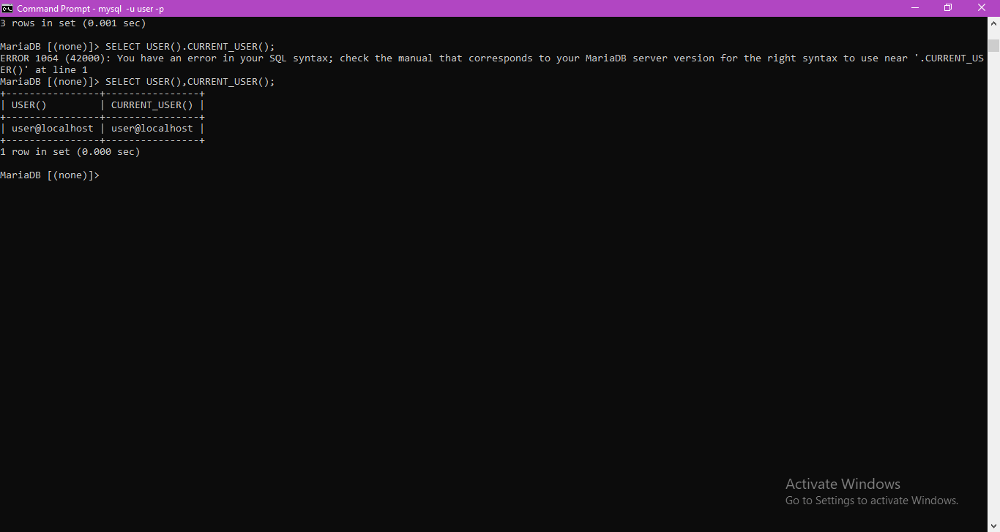 Command Prompt - mysql  -u user -p
3 rows in set (0.001 sec)
MariaDB [(none)]> SELECT USER().CURRENT_USER();
ERROR 1064 (42000): You have an error in your SQL syntax; check the manual that corresponds to your MariaDB server version for the right syntax to use near '.CURRENT_US
ER()' at line 1
MariaDB [(none)]> SELECT USER(),CURRENT_USER();
+----------------+----------------+
| USER()         | CURRENT_USER() |
+----------------+----------------+
| user@localhost | user@localhost |
+----------------+----------------+
1 row in set (0.000 sec)
MariaDB [(none)]>
Activate Windows
Go to Settings to activate Windows.